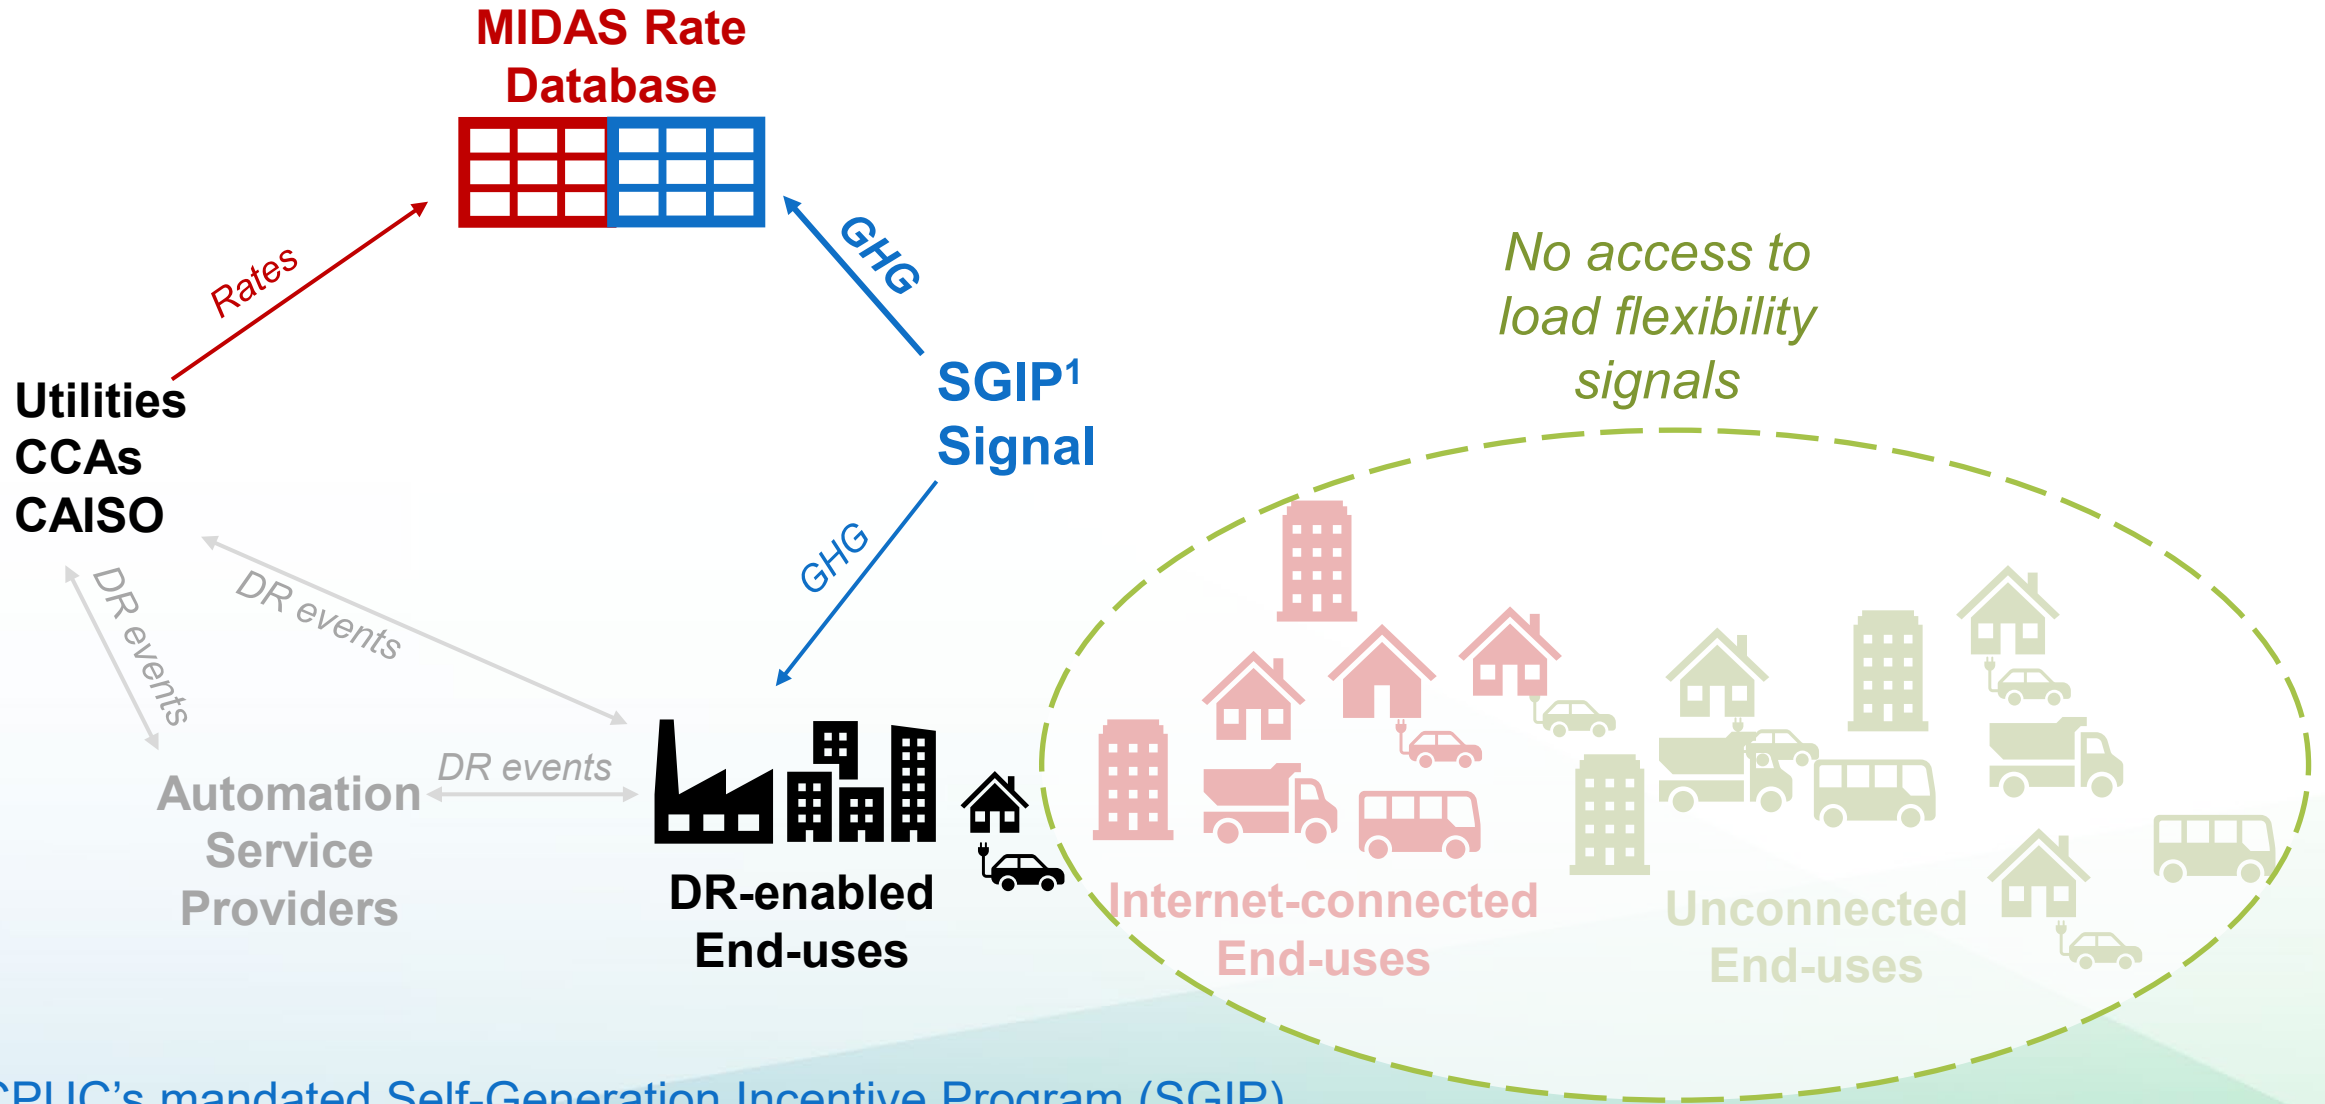 MIDAS Rate
Database
Rates
GHG
No access to
load flexibility
signals
SGIP¹
Signal
Utilities
CCAs
CAISO
GHG
DR events
DR events
DR events
Automation
Service
Providers
DR-enabled
End-uses
Internet-connected
End-uses
Unconnected
End-uses
CPUC's mandated Self-Generation Incentive Program (SGIP)